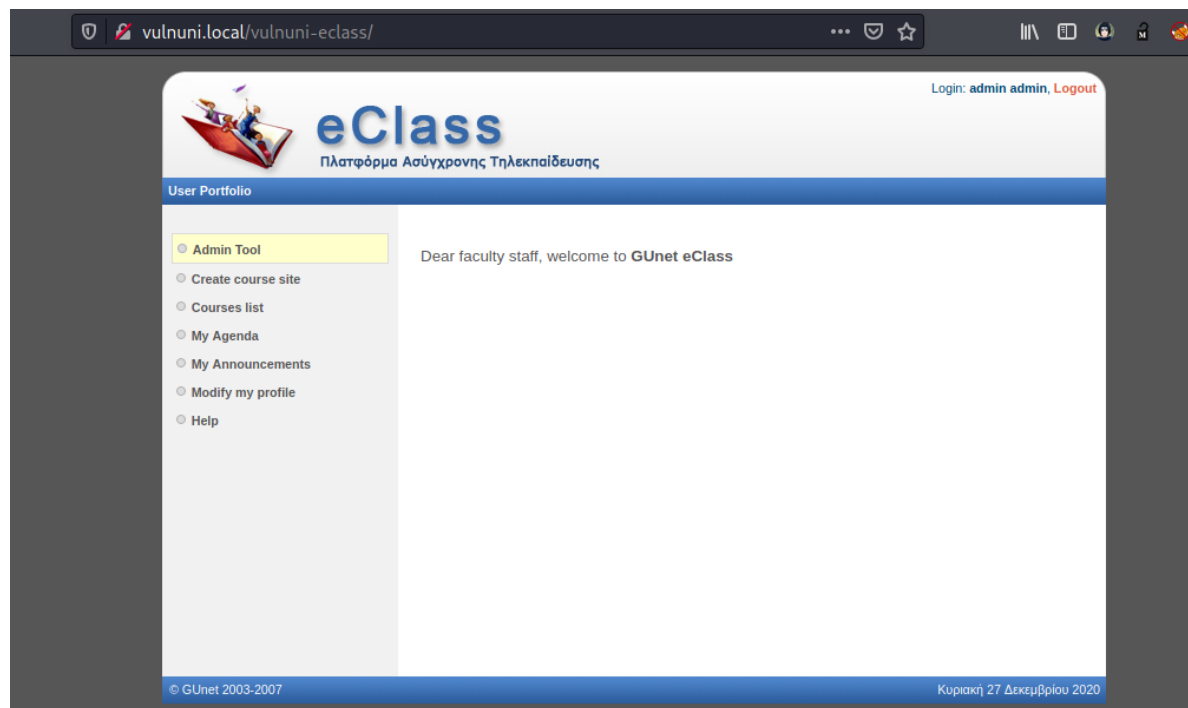 vulnuni.local/vulnuni-eclass/
Login: admin admin, Logout
eClass
Πλατφόρμα Ασύγχρονης Τηλεκπαίδευσης
User Portfolio
Admin Tool
Dear faculty staff, welcome to GUnet eClass
Create course site
Courses list
My Agenda
My Announcements
Modify my profile
Help
© GUnet 2003-2007
Κυριακή 27 Δεκεμβρίου 2020